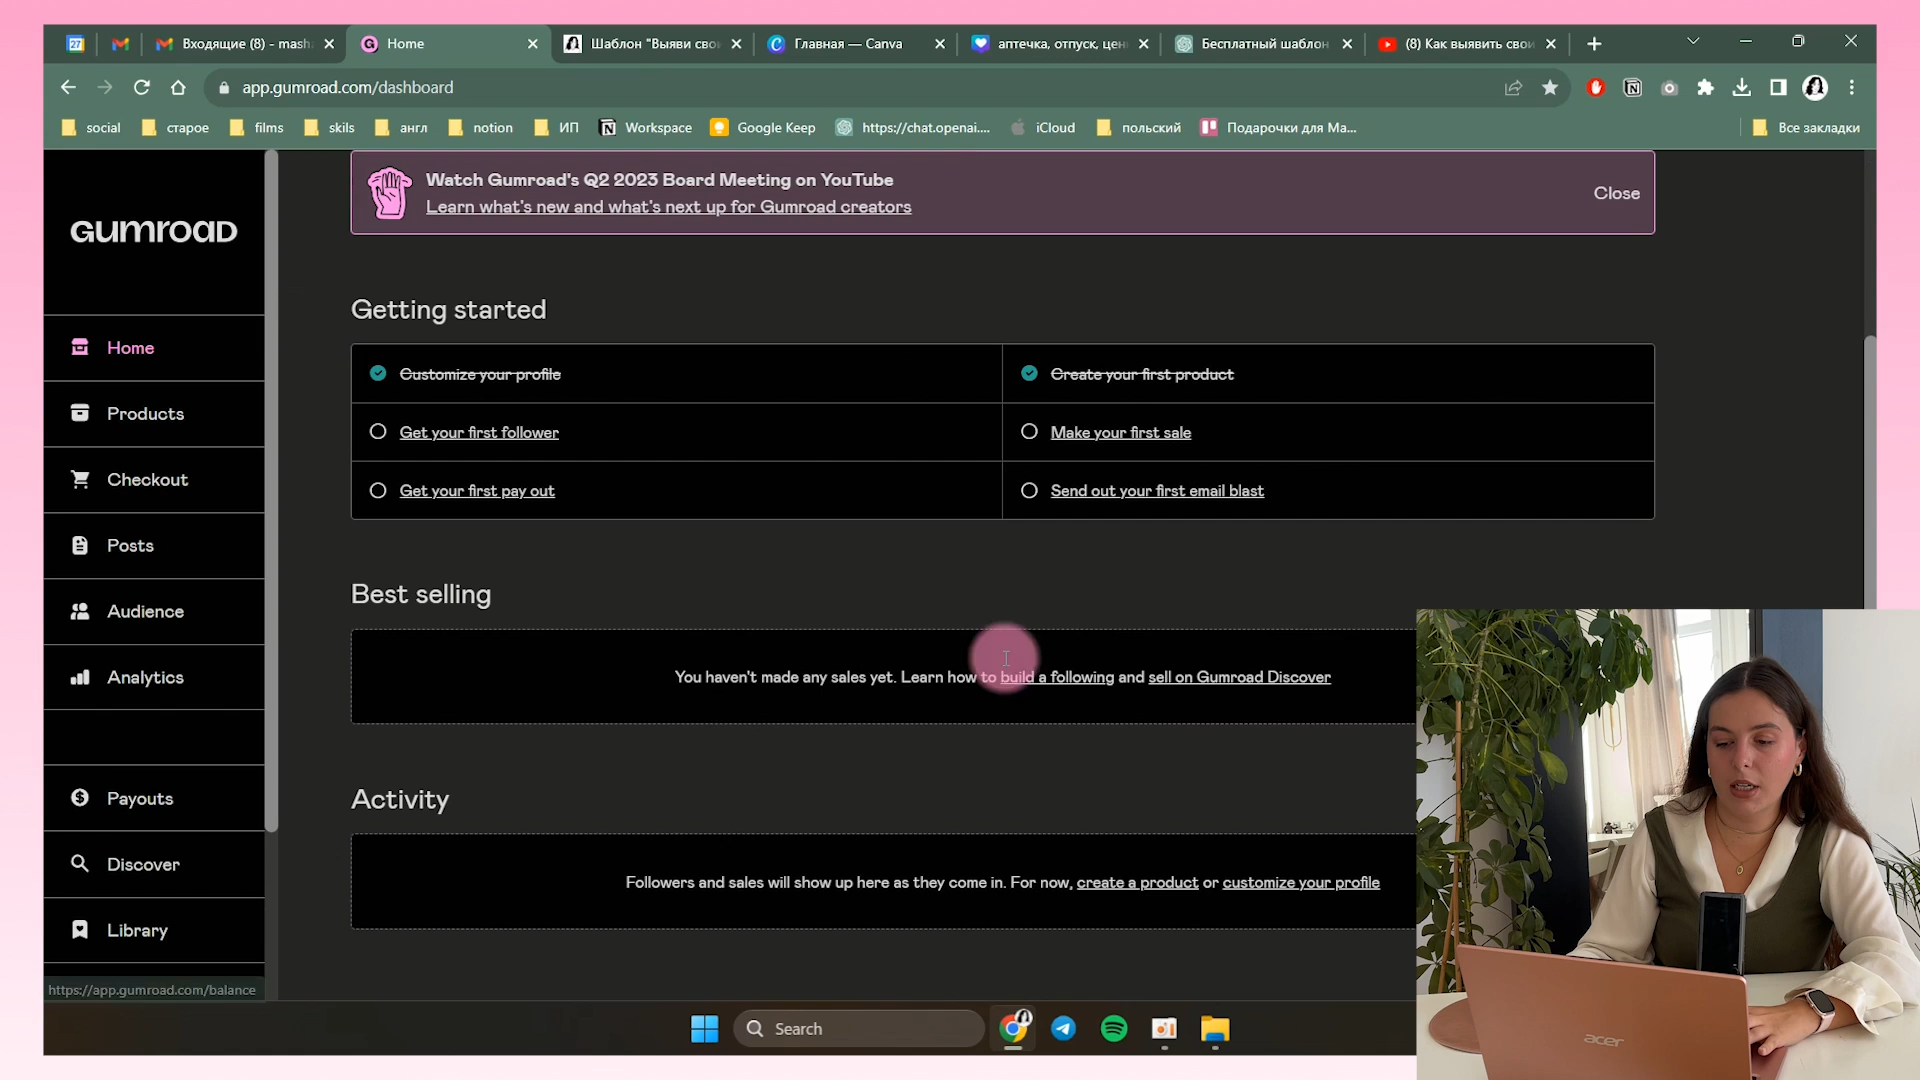 27
Входящие (8) - masha
Home
Шаблон "Выяви свои
Главная — Canva
аптечка, отпуск, цен
Бесплатный шаблон
(8) Как выявить свои
app.gumroad.com/dashboard
social
старое
films
skils
англ
notion
ИП
Workspace
Google Keep
https://chat.openai....
iCloud
польский
Подарочки для Ма...
Все закладки
GUMROAD
Watch Gumroad's Q2 2023 Board Meeting on YouTube
Learn what's new and what's next up for Gumroad creators
Close
Getting started
Home
Customize your profile
Create your first product
Products
Get your first follower
Make your first sale
Checkout
Get your first pay out
Send out your first email blast
Posts
Best selling
Audience
Analytics
You haven't made any sales yet. Learn how to build a following and sell on Gumroad Discover
Payouts
Activity
Discover
Followers and sales will show up here as they come in. For now, create a product or customize your profile
Library
https://app.gumroad.com/balance
Search
acer